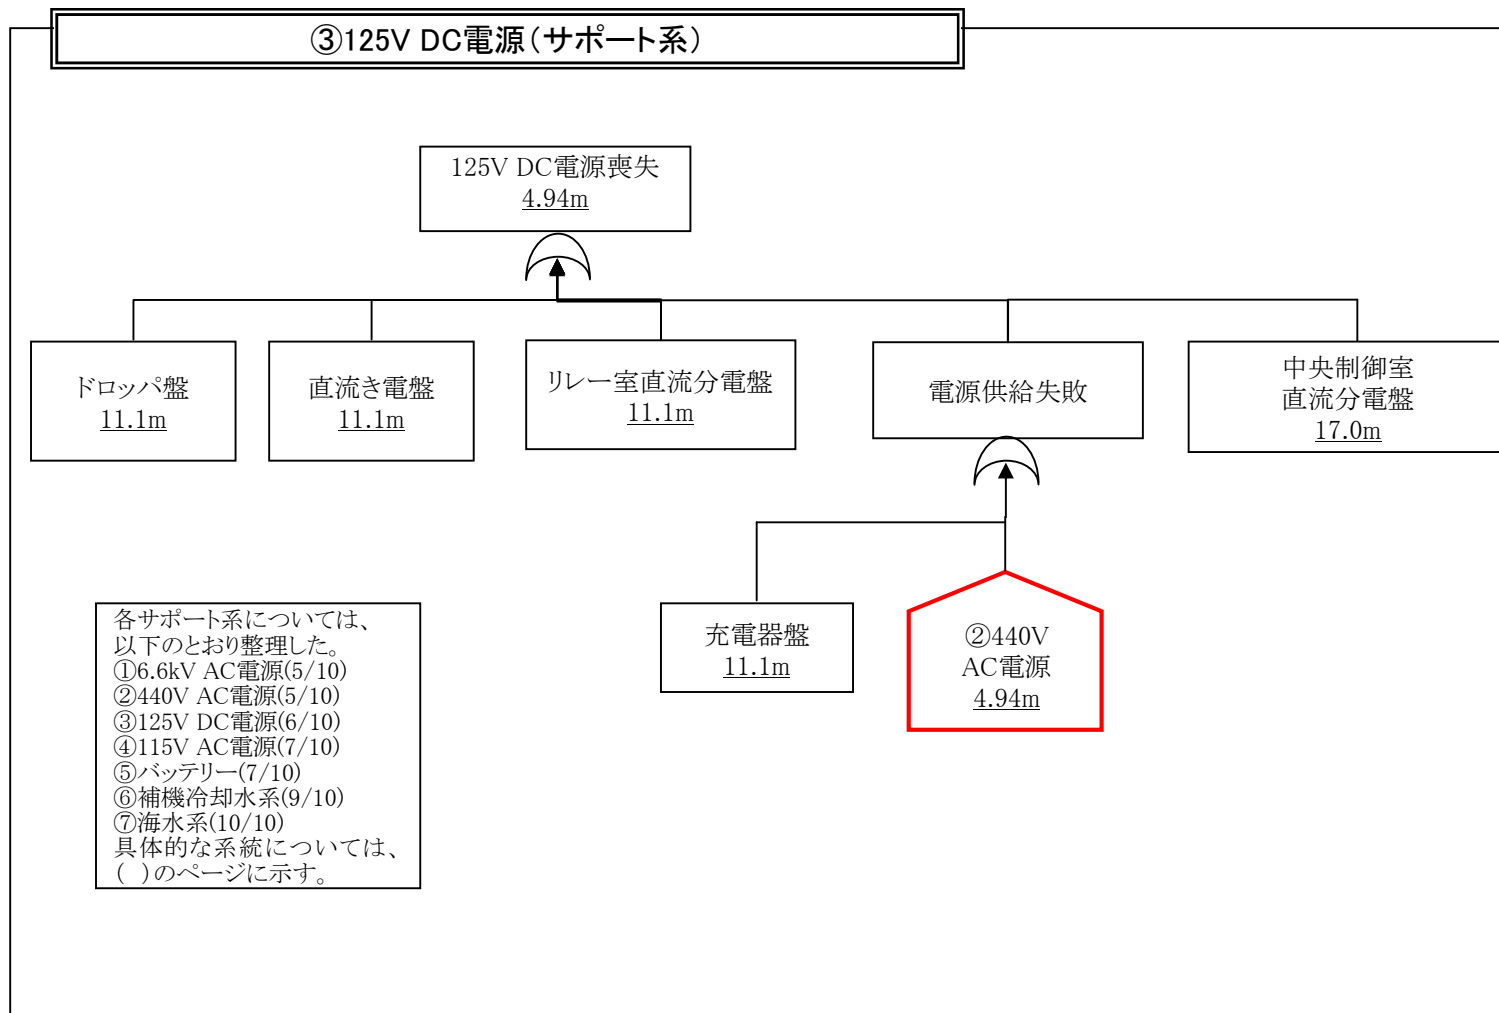 ③125V DC電源（サポート系）
125V DC電源喪失
4.94m
ドロッパ盤
11.1m
直流き電盤
11.1m
リレー室直流分電盤
11.1m
電源供給失敗
中央制御室
直流分電盤
17.0m
充電器盤
11.1m
②440V
AC電源
4.94m
各サポート系については、
以下のとおり整理した。
①6.6kV AC電源(5/10)
②440V AC電源(5/10)
③125V DC電源(6/10)
④115V AC電源(7/10)
⑤バッテリー(7/10)
⑥補機冷却水系(9/10)
⑦海水系(10/10)
具体的な系統については、
( )のページに示す。